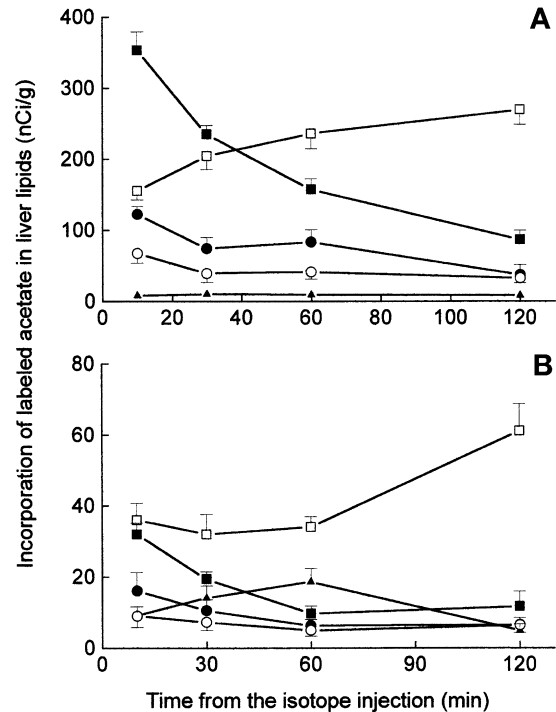 A
400
300
200
100
0
0 20 40 60 80 100 120
B
80
60
40
20
0
0 30 60 90 120
Incorporation of labeled acetate in liver lipids (nCi/g)
Time from the isotope injection (min)